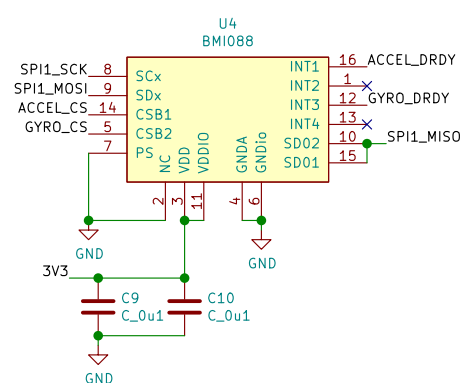 U4
BMI088
SPI1_SCK 8 SCx INT1 16 ACCEL_DRDY
SPI1_MOSI 9 SDx INT2 1
ACCEL_CS 14 CSB1 INT3 12 GYRO_DRDY
GYRO_CS 5 CSB2 INT4 13
7 PS SDO2 10 SPI1_MISO
SDO1 15
NC VDD VDDIO GNDA GNDio
2 3 11 4 6
GND
GND
3V3
C9 C10
C_0u1 C_0u1
GND